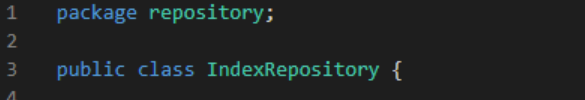 1 package repository;
2
3 public class IndexRepository {
4